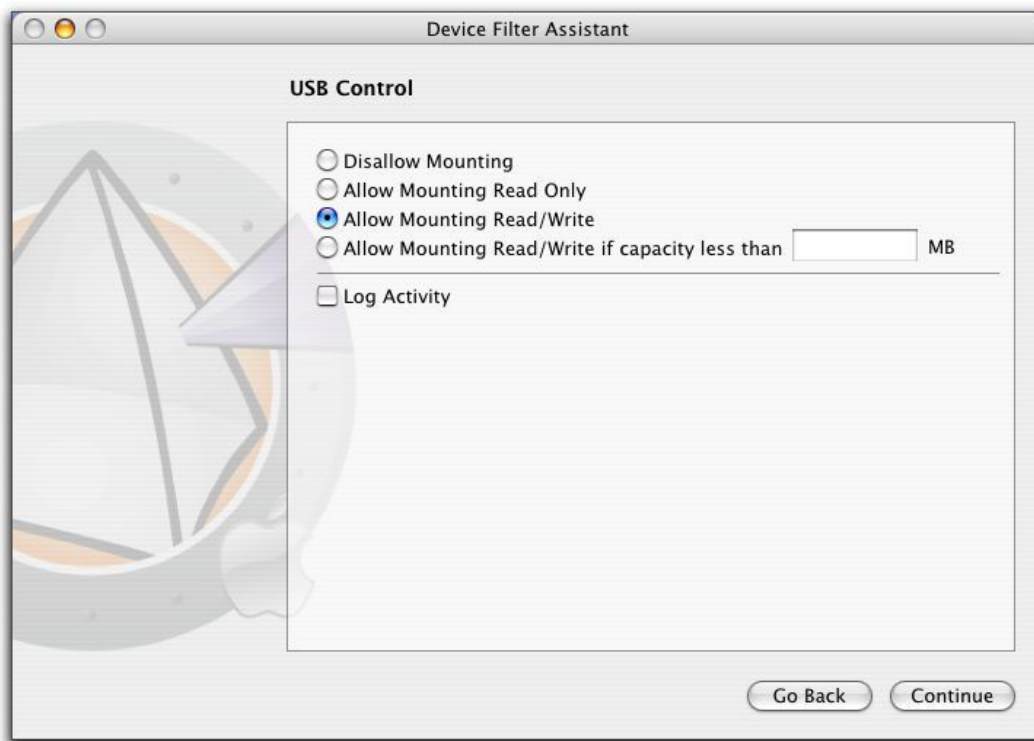 Device Filter Assistant
USB Control
Disallow Mounting
Allow Mounting Read Only
Allow Mounting Read/Write
Allow Mounting Read/Write if capacity less than MB
Log Activity
Go Back Continue